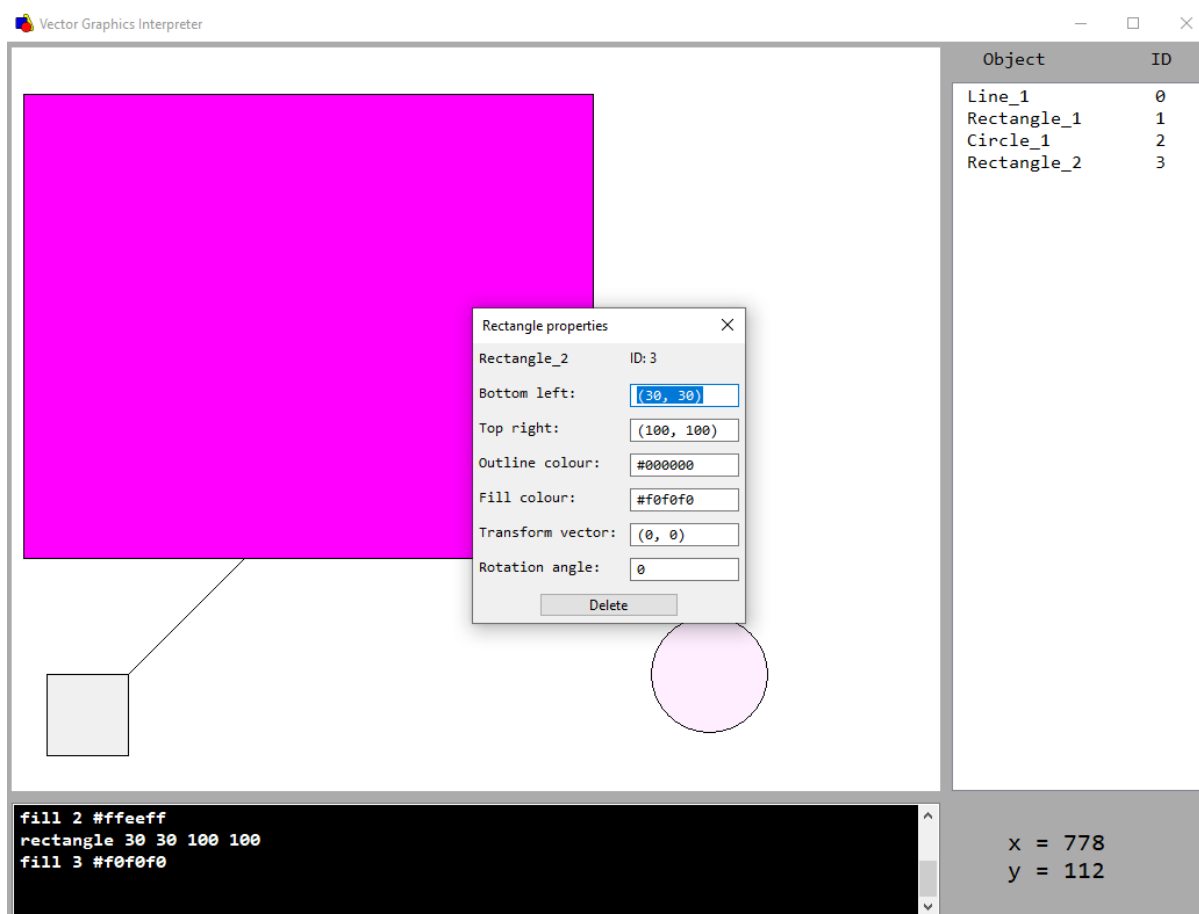 Vector Graphics Interpreter
Object ID
Line_1 0
Rectangle_1 1
Circle_1 2
Rectangle_2 3
Rectangle properties
Rectangle_2 ID: 3
Bottom left: (30, 30)
Top right: (100, 100)
Outline colour: #000000
Fill colour: #f0f0f0
Transform vector: (0, 0)
Rotation angle: 0
Delete
fill 2 #ffeeff
rectangle 30 30 100 100
fill 3 #f0f0f0
x = 778
y = 112